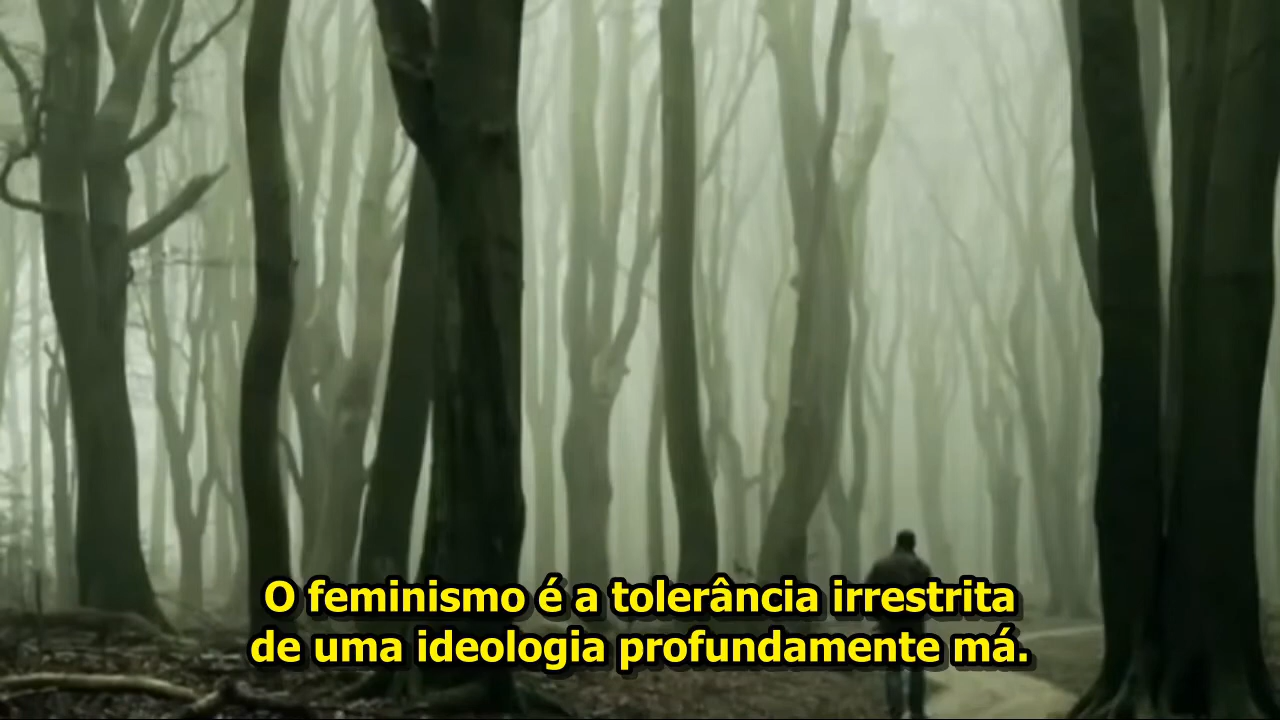 O feminismo é a tolerância irrestrita
de uma ideologia profundamente má.